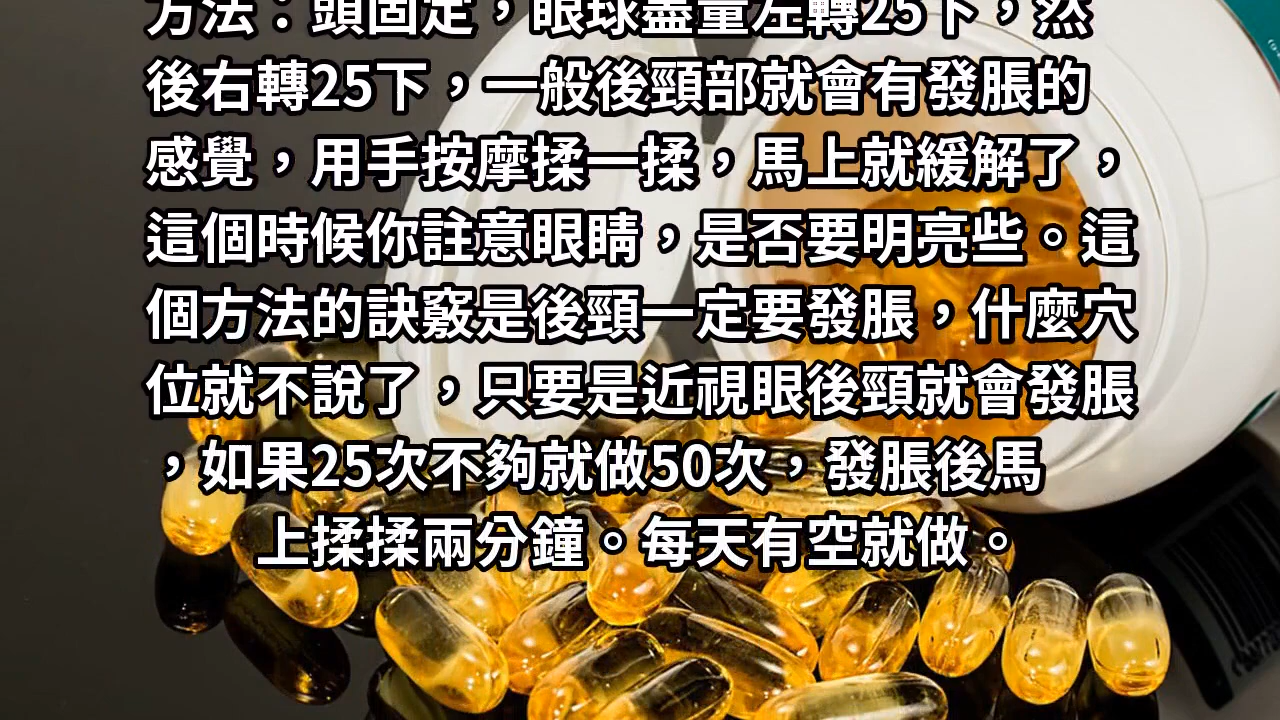 方法：頭固定，眼球盡量左轉25下，然
後右轉25下，一般後頸部就會有發脹的
感覺，用手按摩揉一揉，馬上就緩解了，
這個時候你註意眼睛，是否要明亮些。這
個方法的訣竅是後頸一定要發脹，什麼穴
位就不說了，只要是近視眼後頸就會發脹
，如果25次不夠就做50次，發脹後馬
上揉揉兩分鐘。每天有空就做。